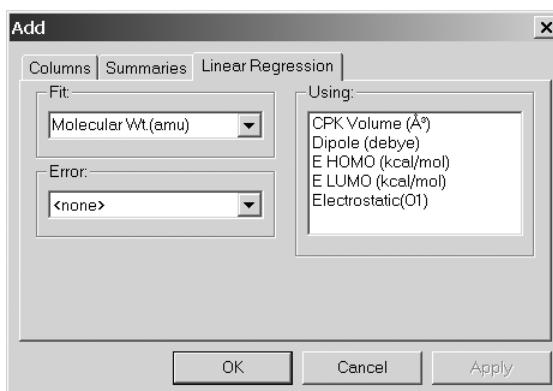 Add
Columns Summaries Linear Regression
Fit:
Molecular Wt.(amu)
Error:
<none>
Using:
CPK Volume (Å³)
Dipole (debye)
E HOMO (kcal/mol)
E LUMO (kcal/mol)
Electrostatic(O1)
OK Cancel Apply